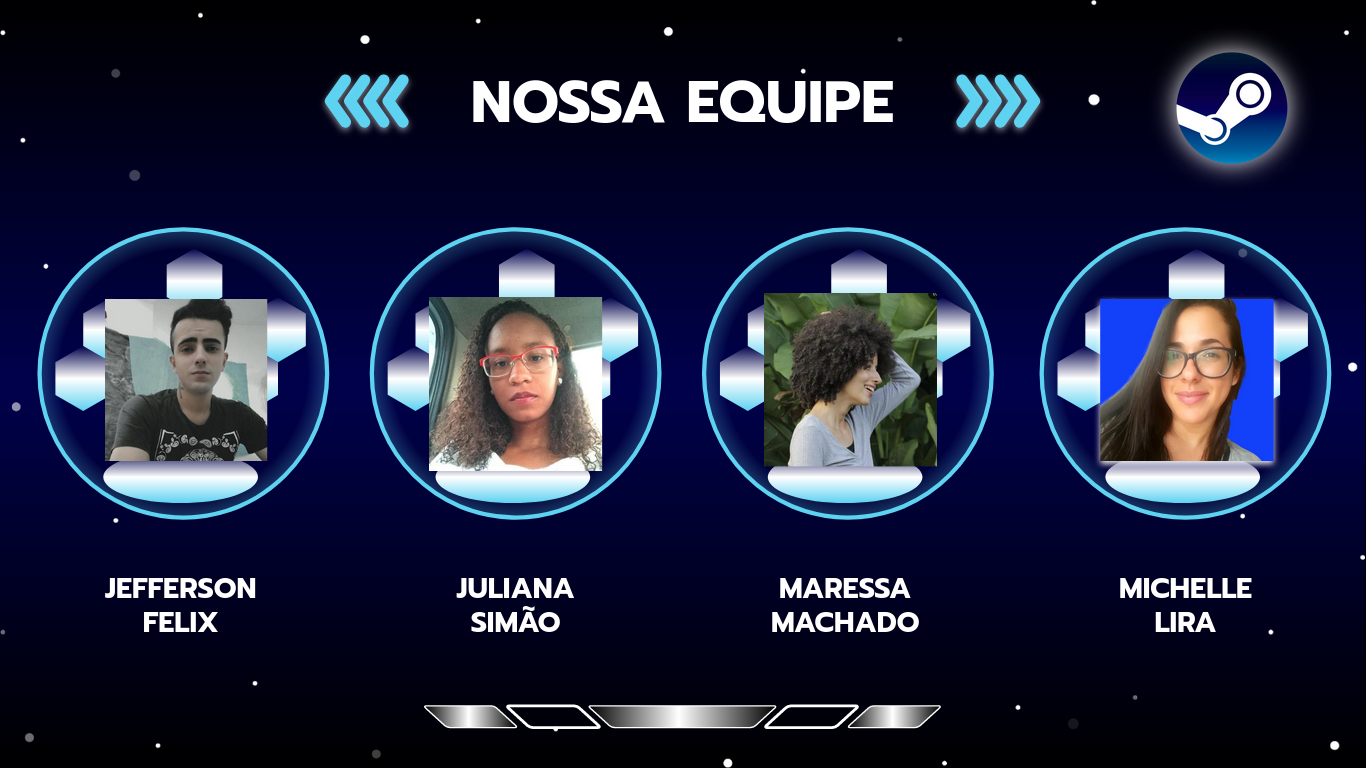 NOSSA EQUIPE
JEFFERSON
FELIX
JULIANA
SIMÃO
MARESSA
MACHADO
MICHELLE
LIRA